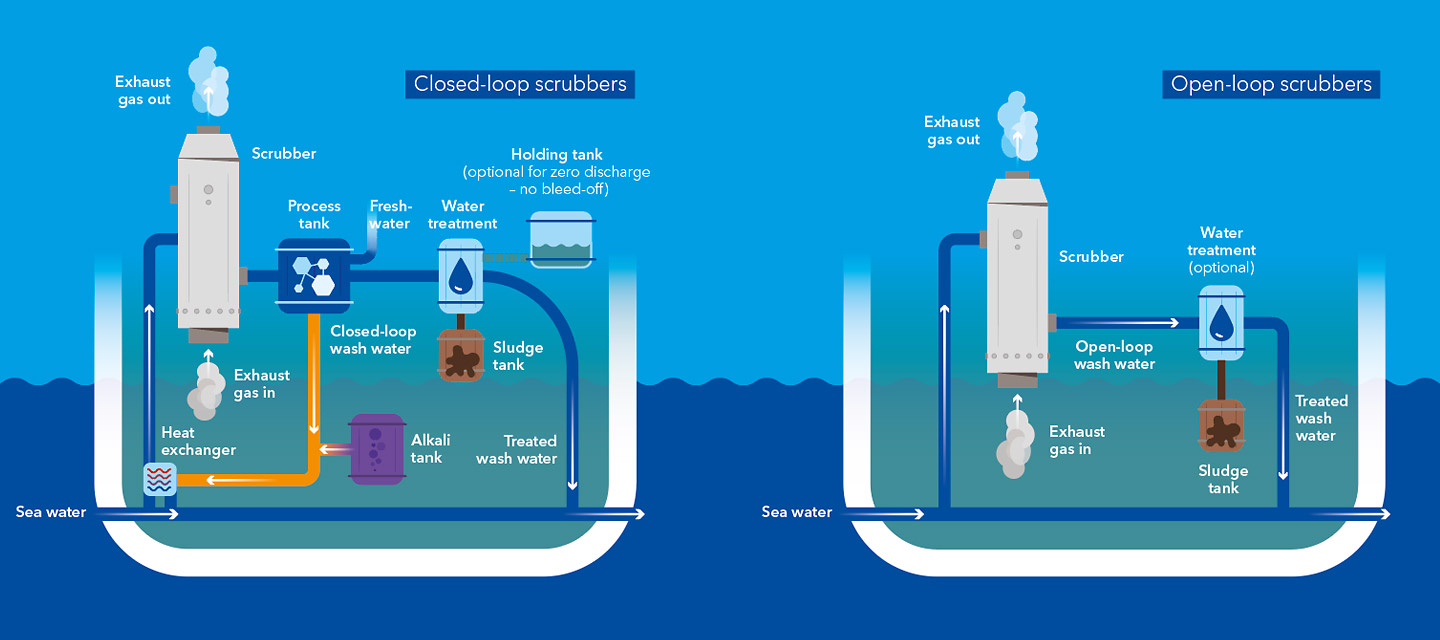 Closed-loop scrubbers
Exhaust
gas out
Scrubber
Holding tank
(optional for zero discharge
– no bleed-off)
Process
tank
Fresh-
water
Water
treatment
Closed-loop
wash water
Sludge
tank
Exhaust
gas in
Heat
exchanger
Alkali
tank
Treated
wash water
Sea water
Open-loop scrubbers
Exhaust
gas out
Scrubber
Water
treatment
(optional)
Open-loop
wash water
Treated
wash
water
Exhaust
gas in
Sludge
tank
Sea water